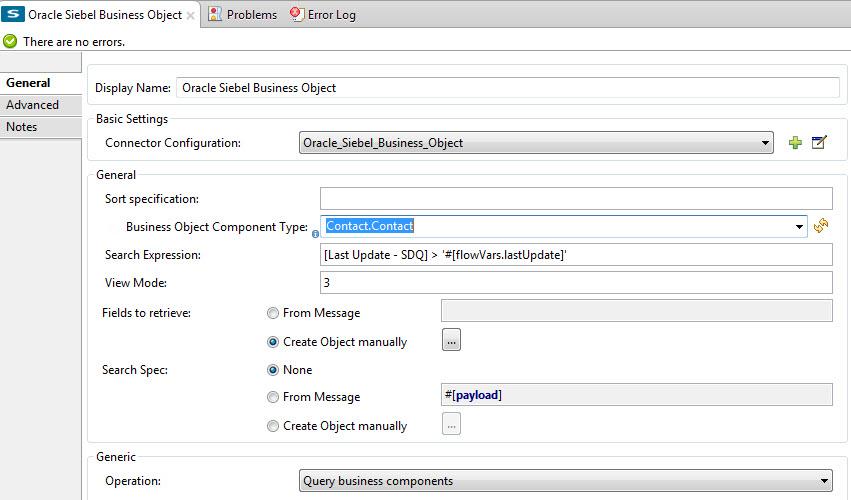 S Oracle Siebel Business Object Problems Error Log
There are no errors.
General
Advanced
Notes
Display Name: Oracle Siebel Business Object
Basic Settings
Connector Configuration: Oracle_Siebel_Business_Object
General
Sort specification:
Business Object Component Type: Contact.Contact
Search Expression: [Last Update - SDQ] > '#[flowVars.lastUpdate]'
View Mode: 3
Fields to retrieve: From Message
Create Object manually ...
Search Spec: None
From Message #[payload]
Create Object manually ...
Generic
Operation: Query business components